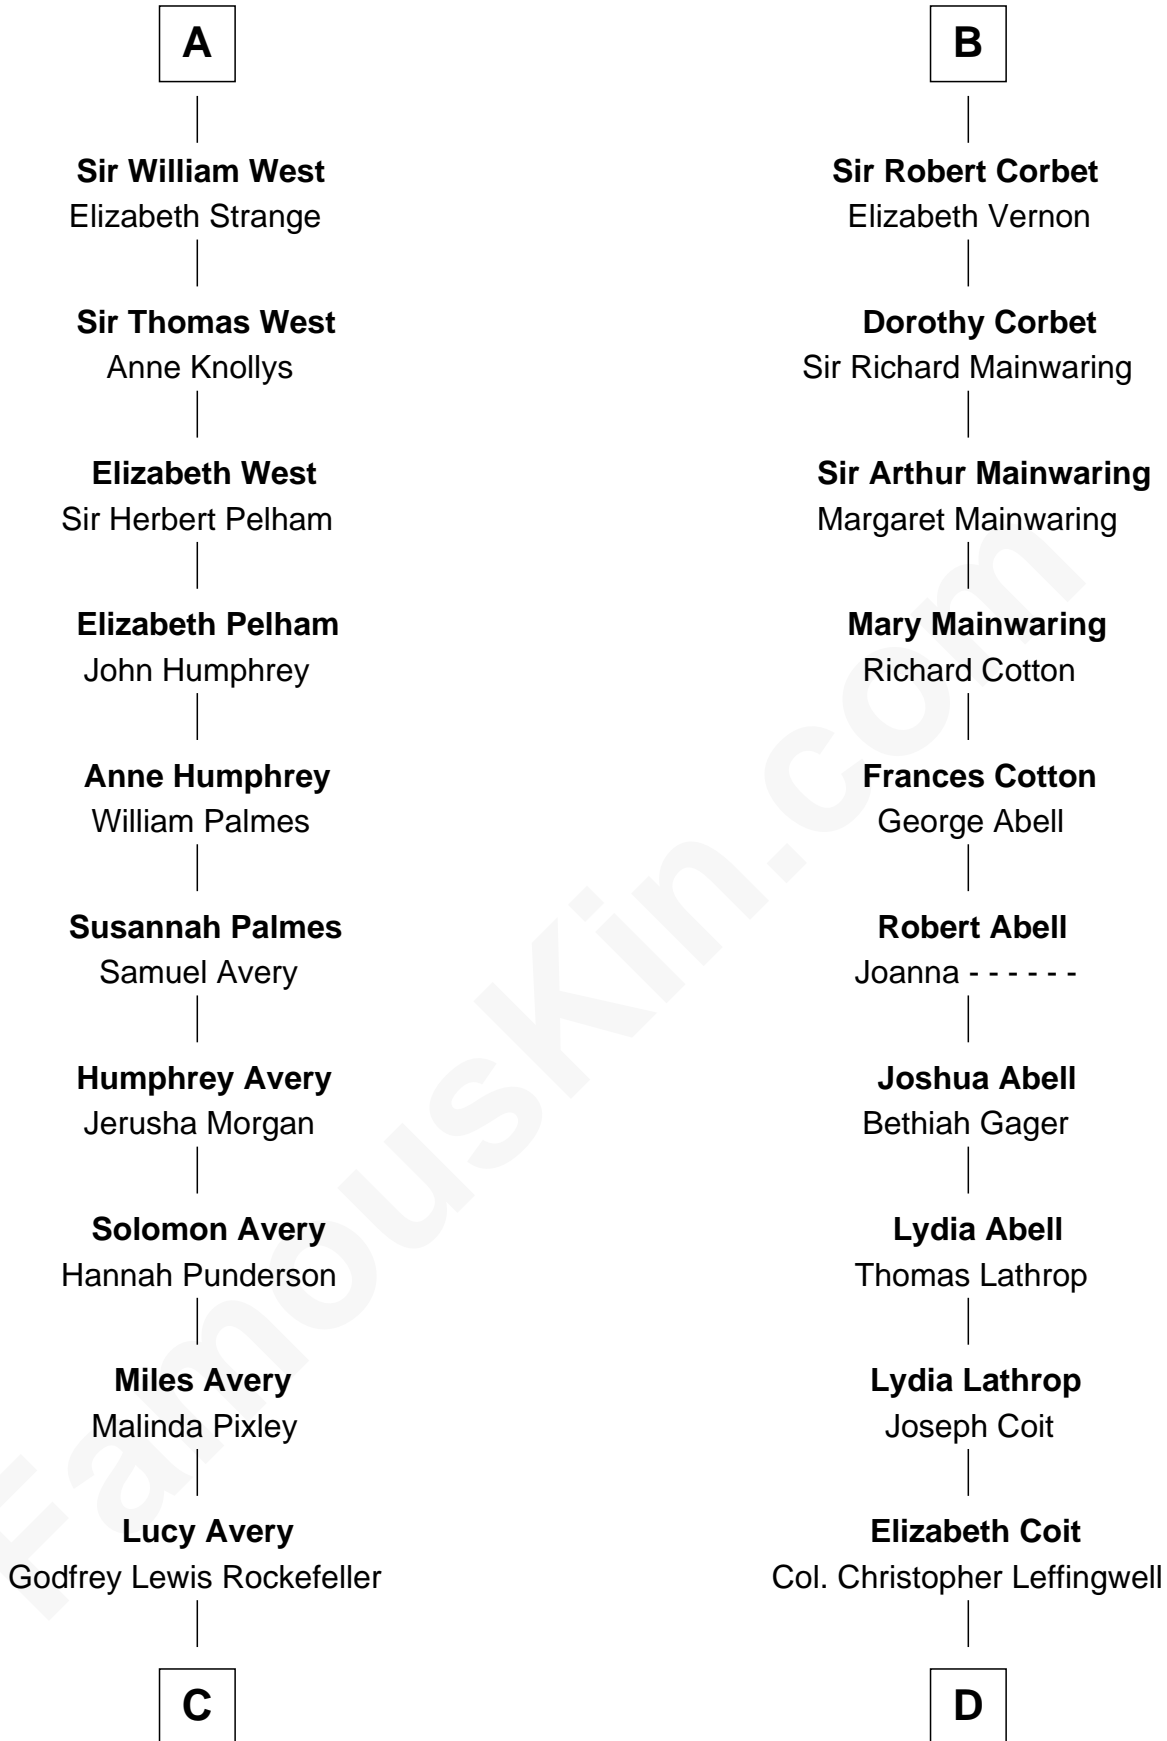 A
Sir William West
Elizabeth Strange
Sir Thomas West
Anne Knollys
Elizabeth West
Sir Herbert Pelham
Elizabeth Pelham
John Humphrey
Anne Humphrey
William Palmes
Susannah Palmes
Samuel Avery
Humphrey Avery
Jerusha Morgan
Solomon Avery
Hannah Punderson
Miles Avery
Malinda Pixley
Lucy Avery
Godfrey Lewis Rockefeller
C
B
Sir Robert Corbet
Elizabeth Vernon
Dorothy Corbet
Sir Richard Mainwaring
Sir Arthur Mainwaring
Margaret Mainwaring
Mary Mainwaring
Richard Cotton
Frances Cotton
George Abell
Robert Abell
Joanna - - - - - -
Joshua Abell
Bethiah Gager
Lydia Abell
Thomas Lathrop
Lydia Lathrop
Joseph Coit
Elizabeth Coit
Col. Christopher Leffingwell
D
FamousKin.com